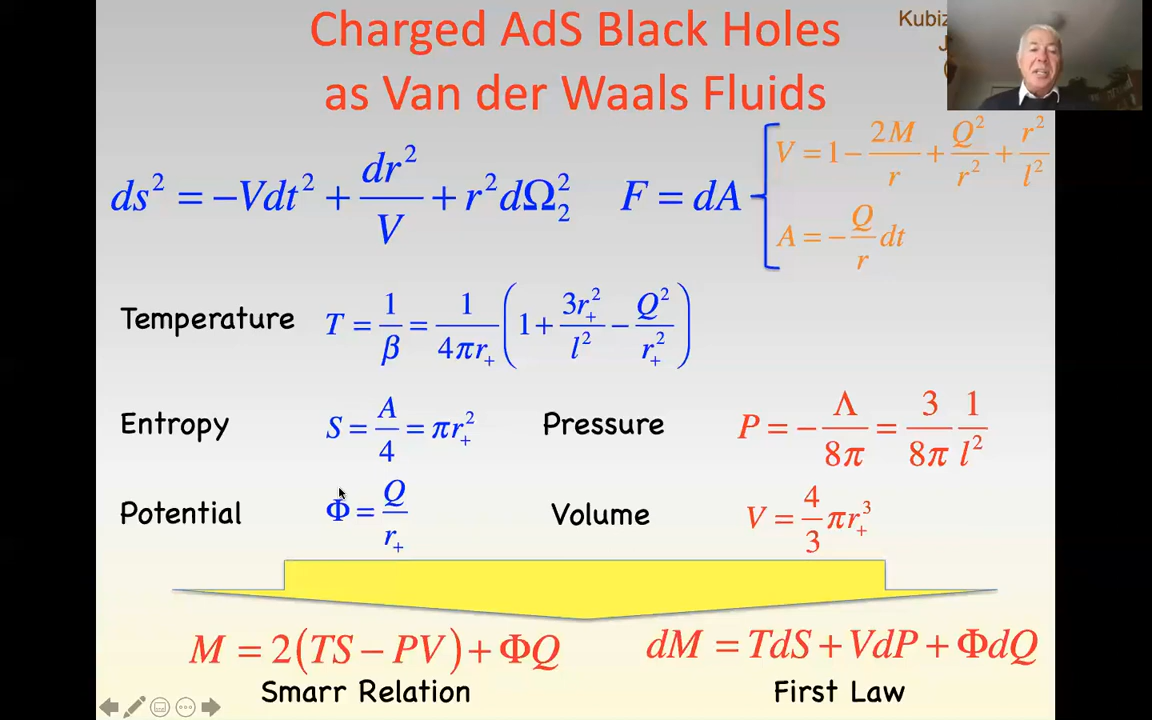 Charged AdS Black Holes
as Van der Waals Fluids
ds² = −Vdt² + dr²/V + r²dΩ₂²    F = dA
V = 1 − 2M/r + Q²/r² + r²/l²
A = − Q/r dt
Temperature    T = 1/β = 1/(4πr₊) (1 + 3r₊²/l² − Q²/r₊²)
Entropy    S = A/4 = πr₊²    Pressure    P = − Λ/8π = 3/8π 1/l²
Potential    Φ = Q/r₊    Volume    V = 4/3 πr₊³
M = 2(TS − PV) + ΦQ    dM = TdS + VdP + ΦdQ
Smarr Relation    First Law